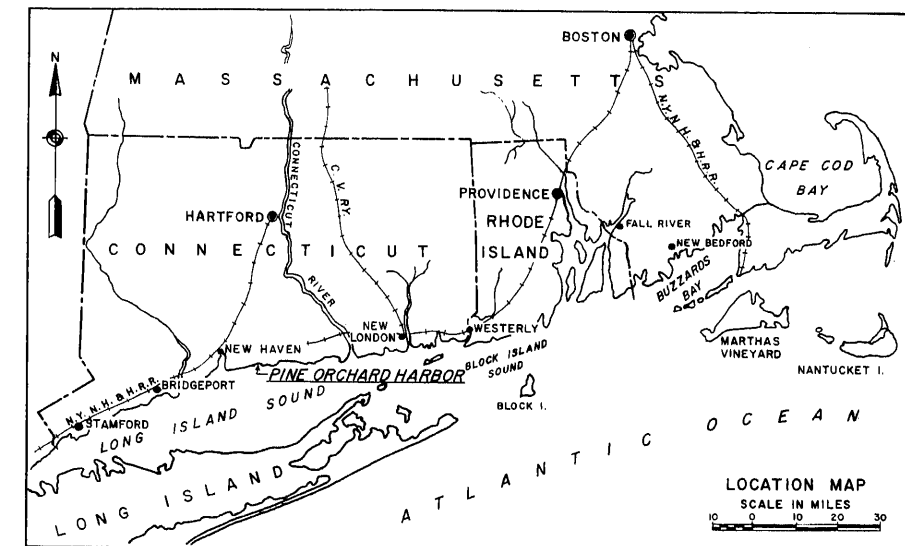 N
BOSTON
MASSACHUSETTS
N.Y. N.H. & H.R.R.
CAPE COD
BAY
CONNECTICUT
RIVER
C. V. RY.
PROVIDENCE
RHODE
ISLAND
HARTFORD
FALL RIVER
NEW BEDFORD
BUZZARDS
BAY
CONNECTICUT
NEW
LONDON
WESTERLY
MARTHAS
VINEYARD
NANTUCKET I.
NEW HAVEN
PINE ORCHARD HARBOR
BLOCK ISLAND
SOUND
BLOCK I.
N.Y. N.H. & H.R.R.
BRIDGEPORT
STAMFORD
LONG ISLAND SOUND
LONG ISLAND
ATLANTIC OCEAN
LOCATION MAP
SCALE IN MILES
10 0 10 20 30